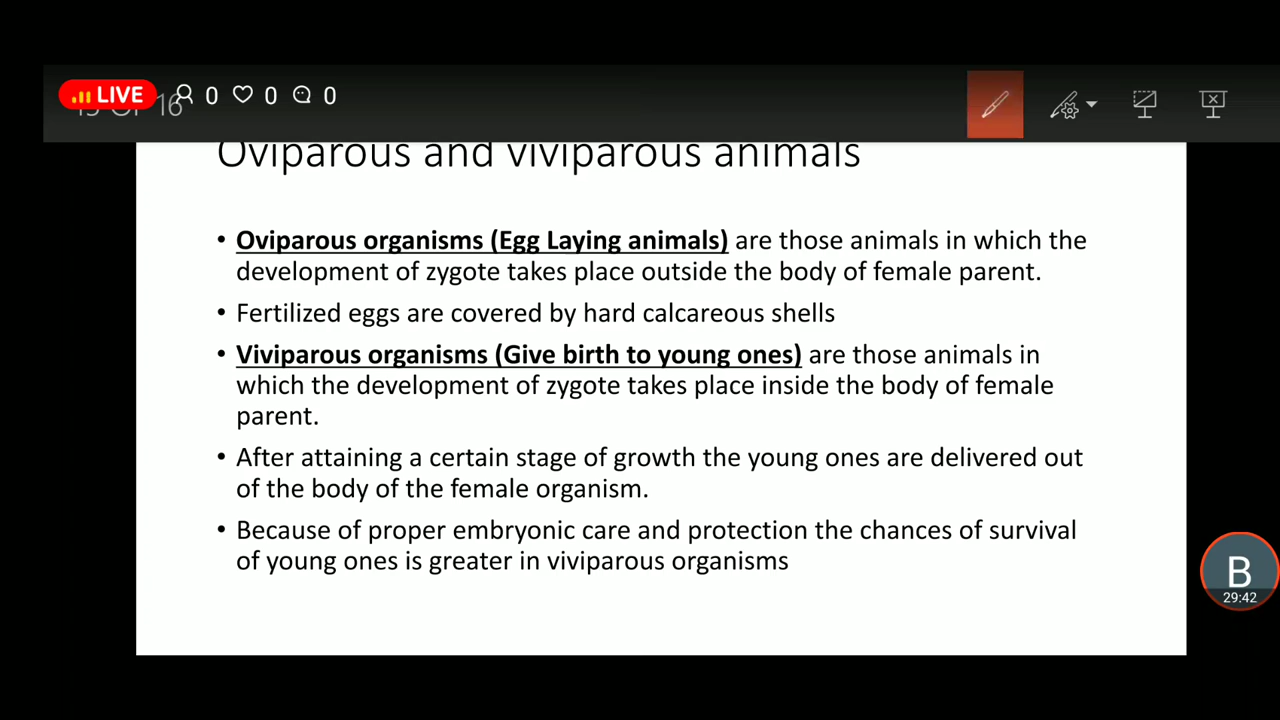 LIVE 0 0 0
16
Oviparous and viviparous animals
• Oviparous organisms (Egg Laying animals) are those animals in which the
development of zygote takes place outside the body of female parent.
• Fertilized eggs are covered by hard calcareous shells
• Viviparous organisms (Give birth to young ones) are those animals in
which the development of zygote takes place inside the body of female
parent.
• After attaining a certain stage of growth the young ones are delivered out
of the body of the female organism.
• Because of proper embryonic care and protection the chances of survival
of young ones is greater in viviparous organisms
B
29:42